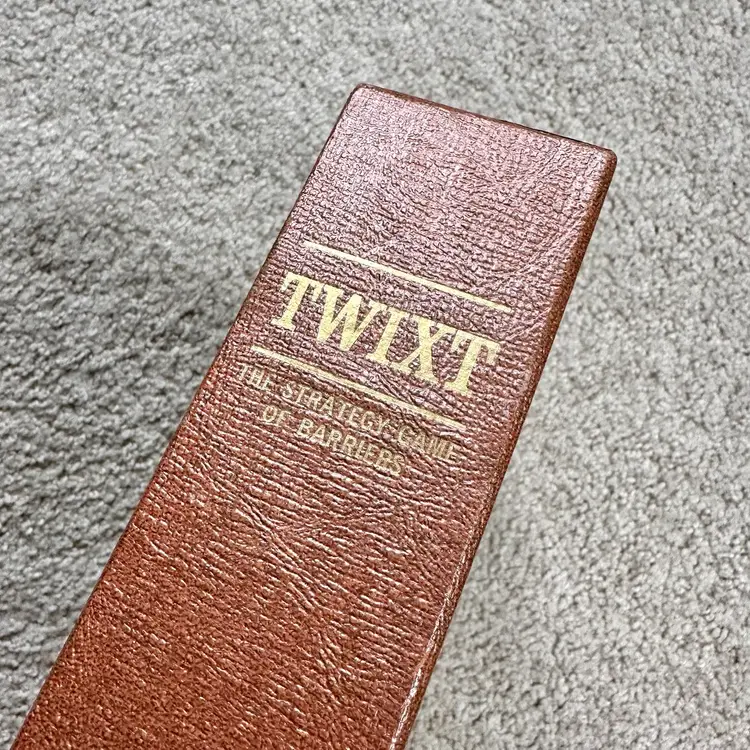 TWIXT
THE STRATEGY GAME
OF BARRIERS